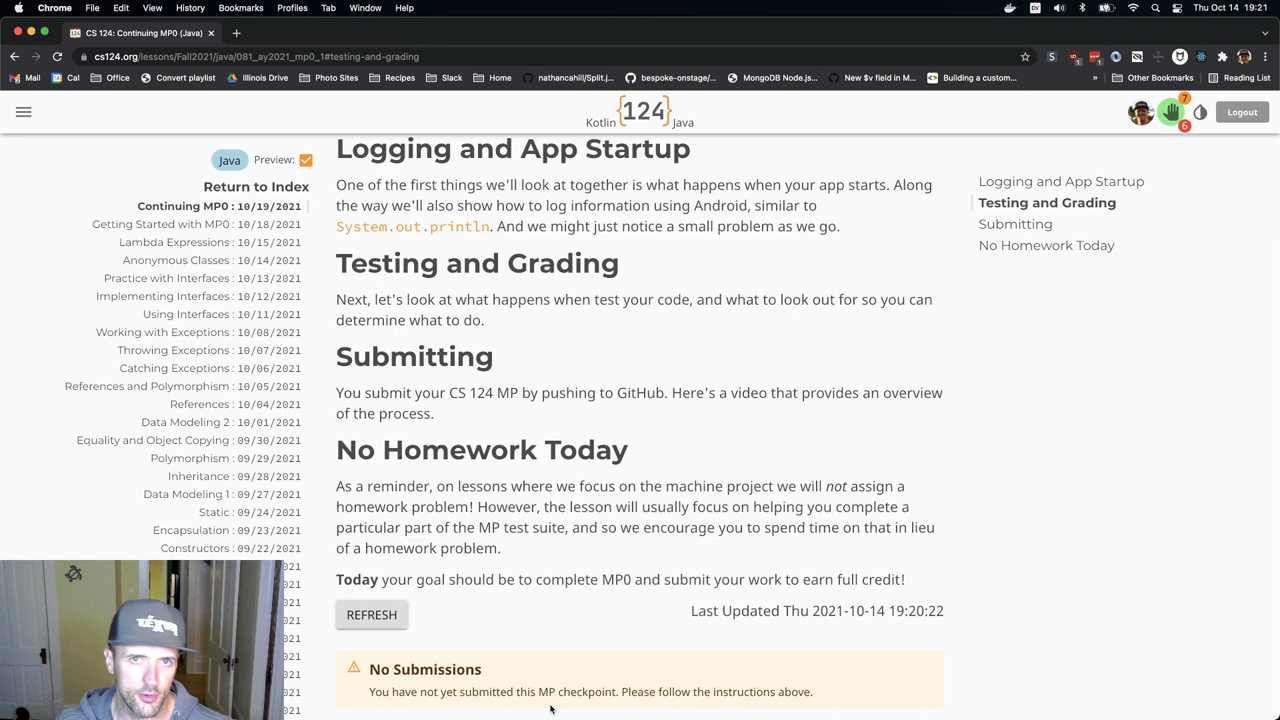 Chrome File Edit View History Bookmarks Profiles Tab Window Help
Thu Oct 14 19:21
CS 124: Continuing MP0 (Java)
cs124.org/lessons/Fall2021/java/081_ay2021_mp0_1#testing-and-grading
Mail Cal Office Convert playlist Illinois Drive Photo Sites Recipes Slack Home nathancahill/Split.j... bespoke-onstage/... MongoDB Node.js... New $v field in M... Building a custom... » Other Bookmarks Reading List
Kotlin {124} Java
7
6
Logout
Java Preview:
Return to Index
Continuing MP0 : 10/19/2021
Getting Started with MP0 : 10/18/2021
Lambda Expressions : 10/15/2021
Anonymous Classes : 10/14/2021
Practice with Interfaces : 10/13/2021
Implementing Interfaces : 10/12/2021
Using Interfaces : 10/11/2021
Working with Exceptions : 10/08/2021
Throwing Exceptions : 10/07/2021
Catching Exceptions : 10/06/2021
References and Polymorphism : 10/05/2021
References : 10/04/2021
Data Modeling 2 : 10/01/2021
Equality and Object Copying : 09/30/2021
Polymorphism : 09/29/2021
Inheritance : 09/28/2021
Data Modeling 1 : 09/27/2021
Static : 09/24/2021
Encapsulation : 09/23/2021
Constructors : 09/22/2021
Logging and App Startup
One of the first things we'll look at together is what happens when your app starts. Along
the way we'll also show how to log information using Android, similar to
System.out.println. And we might just notice a small problem as we go.
Testing and Grading
Next, let's look at what happens when test your code, and what to look out for so you can
determine what to do.
Submitting
You submit your CS 124 MP by pushing to GitHub. Here's a video that provides an overview
of the process.
No Homework Today
As a reminder, on lessons where we focus on the machine project we will not assign a
homework problem! However, the lesson will usually focus on helping you complete a
particular part of the MP test suite, and so we encourage you to spend time on that in lieu
of a homework problem.
Today your goal should be to complete MP0 and submit your work to earn full credit!
REFRESH
Last Updated Thu 2021-10-14 19:20:22
No Submissions
You have not yet submitted this MP checkpoint. Please follow the instructions above.
Logging and App Startup
Testing and Grading
Submitting
No Homework Today